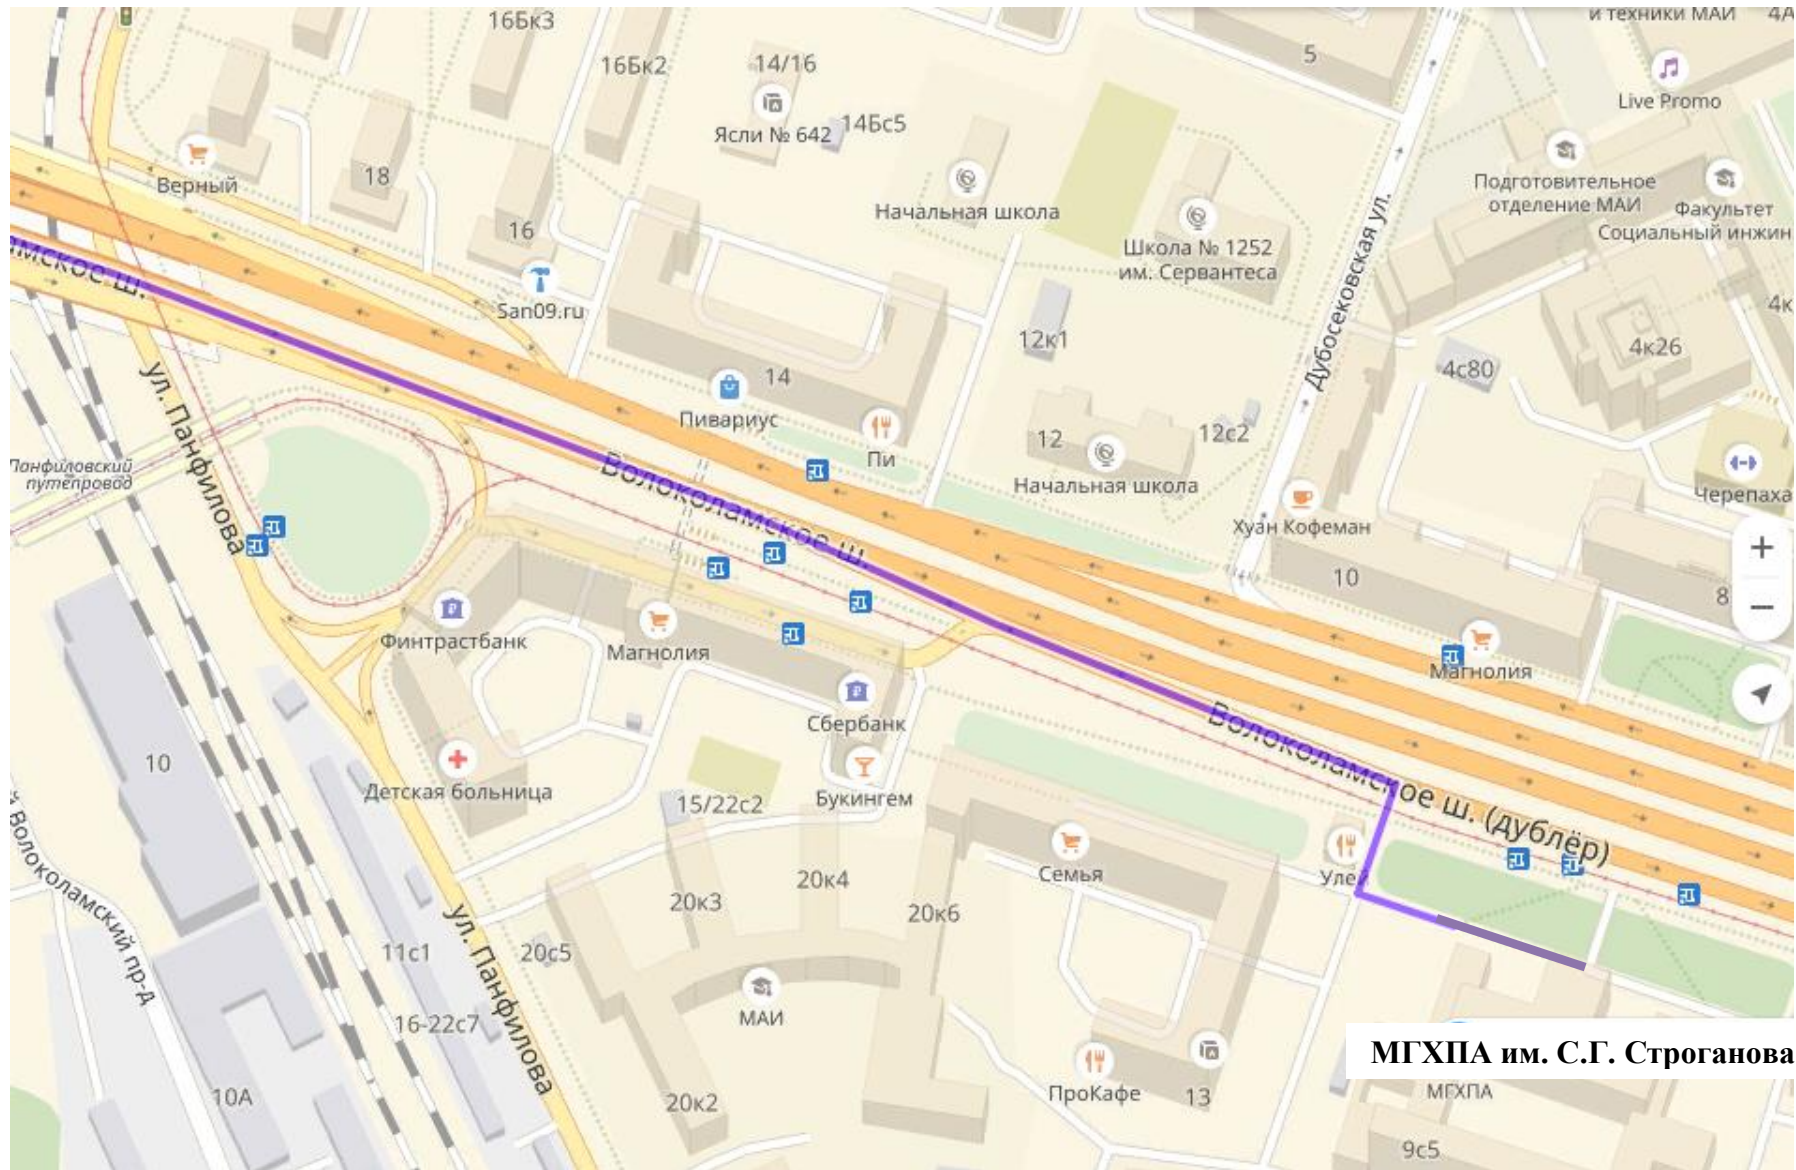 16Бк3
и техники МАИ
16Бк2
14/16
5
Live Promo
Ясли № 642
14Бс5
Верный
18
Начальная школа
Подготовительное
отделение МАИ
Факультет
Социальный инжин
16
Школа № 1252
им. Сервантеса
Дубосековская ул.
San09.ru
12к1
4к26
4с80
ул. Панфилова
14
Пивариус
Пи
12
12с2
Начальная школа
Панфиловский
путепровод
Волоколамское ш.
Черепаха
Хуан Кофеман
10
8
Финтрастбанк
Магнолия
Магнолия
Сбербанк
Волоколамское ш. (дублёр)
10
Детская больница
15/22с2
Букингем
Семья
Улей
20к3
20к4
20к6
й Волоколамский пр-д
11с1
20с5
ул. Панфилова
МАИ
16-22с7
МГХПА им. С.Г. Строганова
10А
20к2
ПроКафе
13
МГХПА
9с5